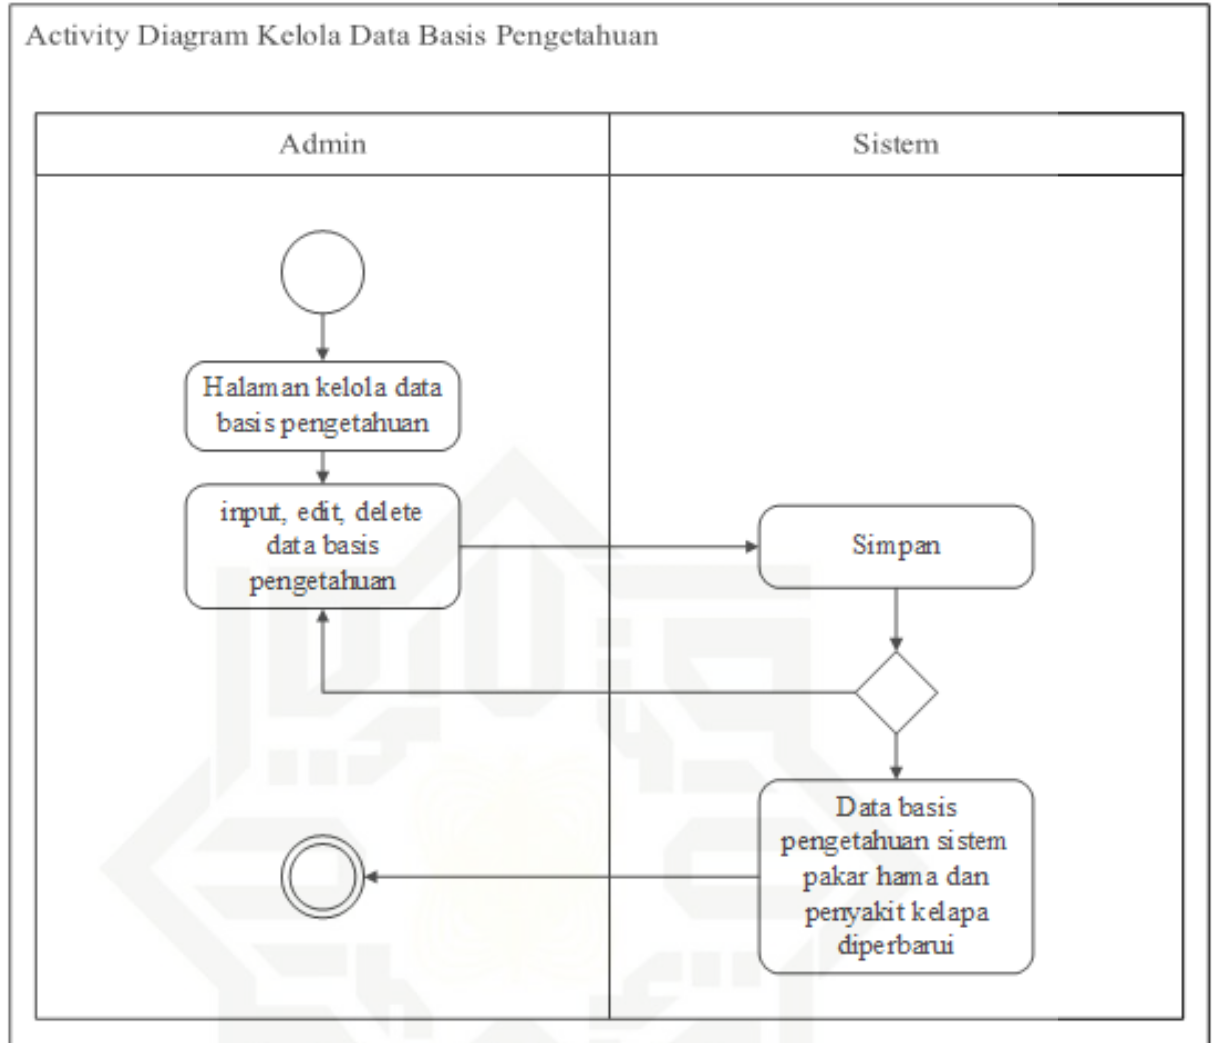 Activity Diagram Kelola Data Basis Pengetahuan
Admin
Sistem
Halaman kelola data
basis pengetahuan
input, edit, delete
data basis
pengetahuan
Simpan
Data basis
pengetahuan sistem
pakar hama dan
penyakit kelapa
diperbarui